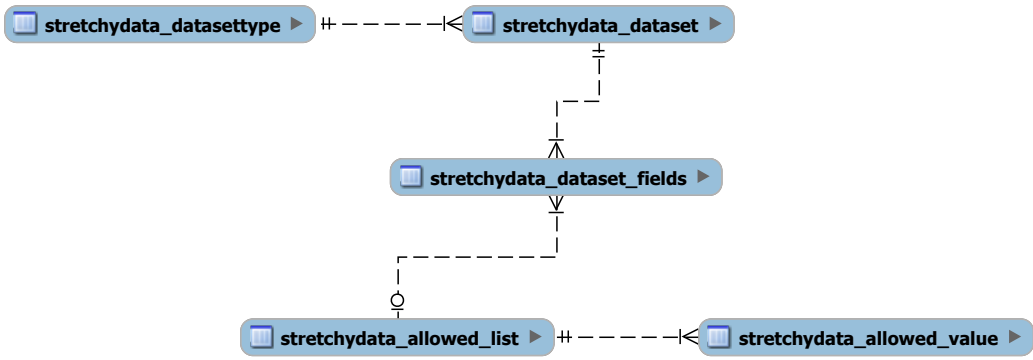 stretchydata_datasettype
stretchydata_dataset
stretchydata_dataset_fields
stretchydata_allowed_list
stretchydata_allowed_value